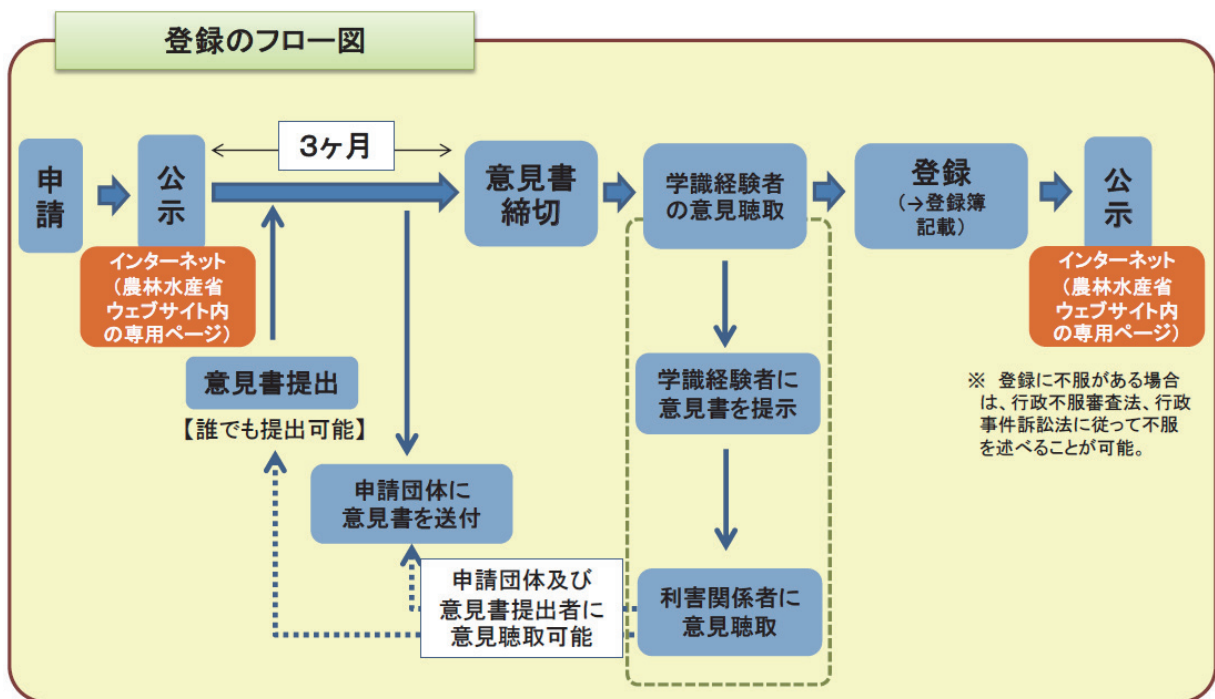 登録のフロー図
申
請
公
示
インターネット
(農林水産省
ウェブサイト内
の専用ページ)
3ヶ月
意見書
締切
学識経験者
の意見聴取
登録
(→登録簿
記載)
公
示
インターネット
(農林水産省
ウェブサイト内
の専用ページ)
意見書提出
【誰でも提出可能】
申請団体に
意見書を送付
学識経験者に
意見書を提示
※ 登録に不服がある場合
は、行政不服審査法、行政
事件訴訟法に従って不服
を述べることが可能。
申請団体及び
意見書提出者に
意見聴取可能
利害関係者に
意見聴取